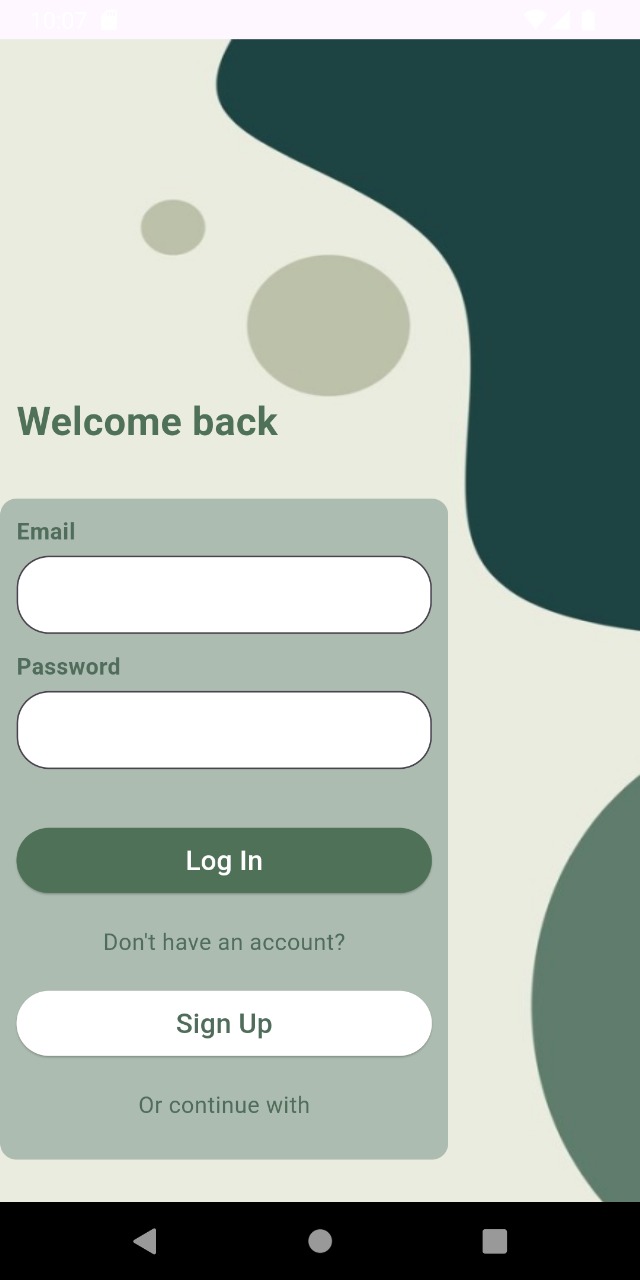 10:07
Welcome back
Email
Password
Log In
Don't have an account?
Sign Up
Or continue with